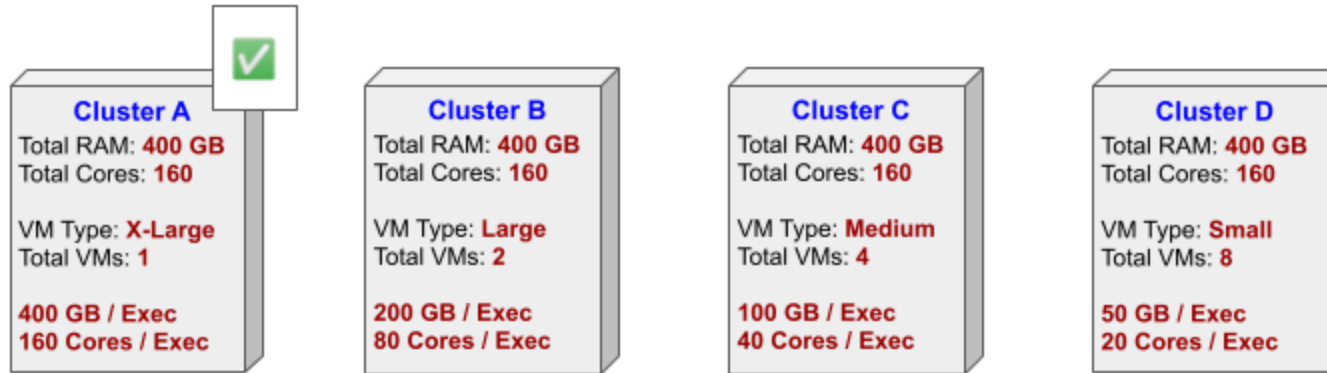 Cluster A
Total RAM: 400 GB
Total Cores: 160
VM Type: X-Large
Total VMs: 1
400 GB / Exec
160 Cores / Exec
Cluster B
Total RAM: 400 GB
Total Cores: 160
VM Type: Large
Total VMs: 2
200 GB / Exec
80 Cores / Exec
Cluster C
Total RAM: 400 GB
Total Cores: 160
VM Type: Medium
Total VMs: 4
100 GB / Exec
40 Cores / Exec
Cluster D
Total RAM: 400 GB
Total Cores: 160
VM Type: Small
Total VMs: 8
50 GB / Exec
20 Cores / Exec